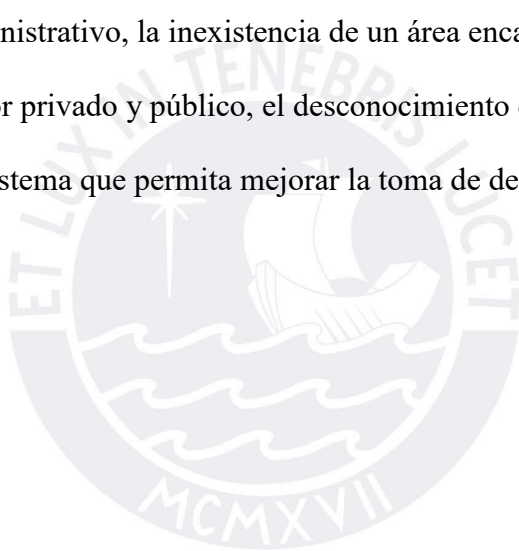 nistrativo, la inexistencia de un área enca
r privado y público, el desconocimiento
istema que permita mejorar la toma de de
ET LUX IN TENEBRIS LUCET
MCMXVII